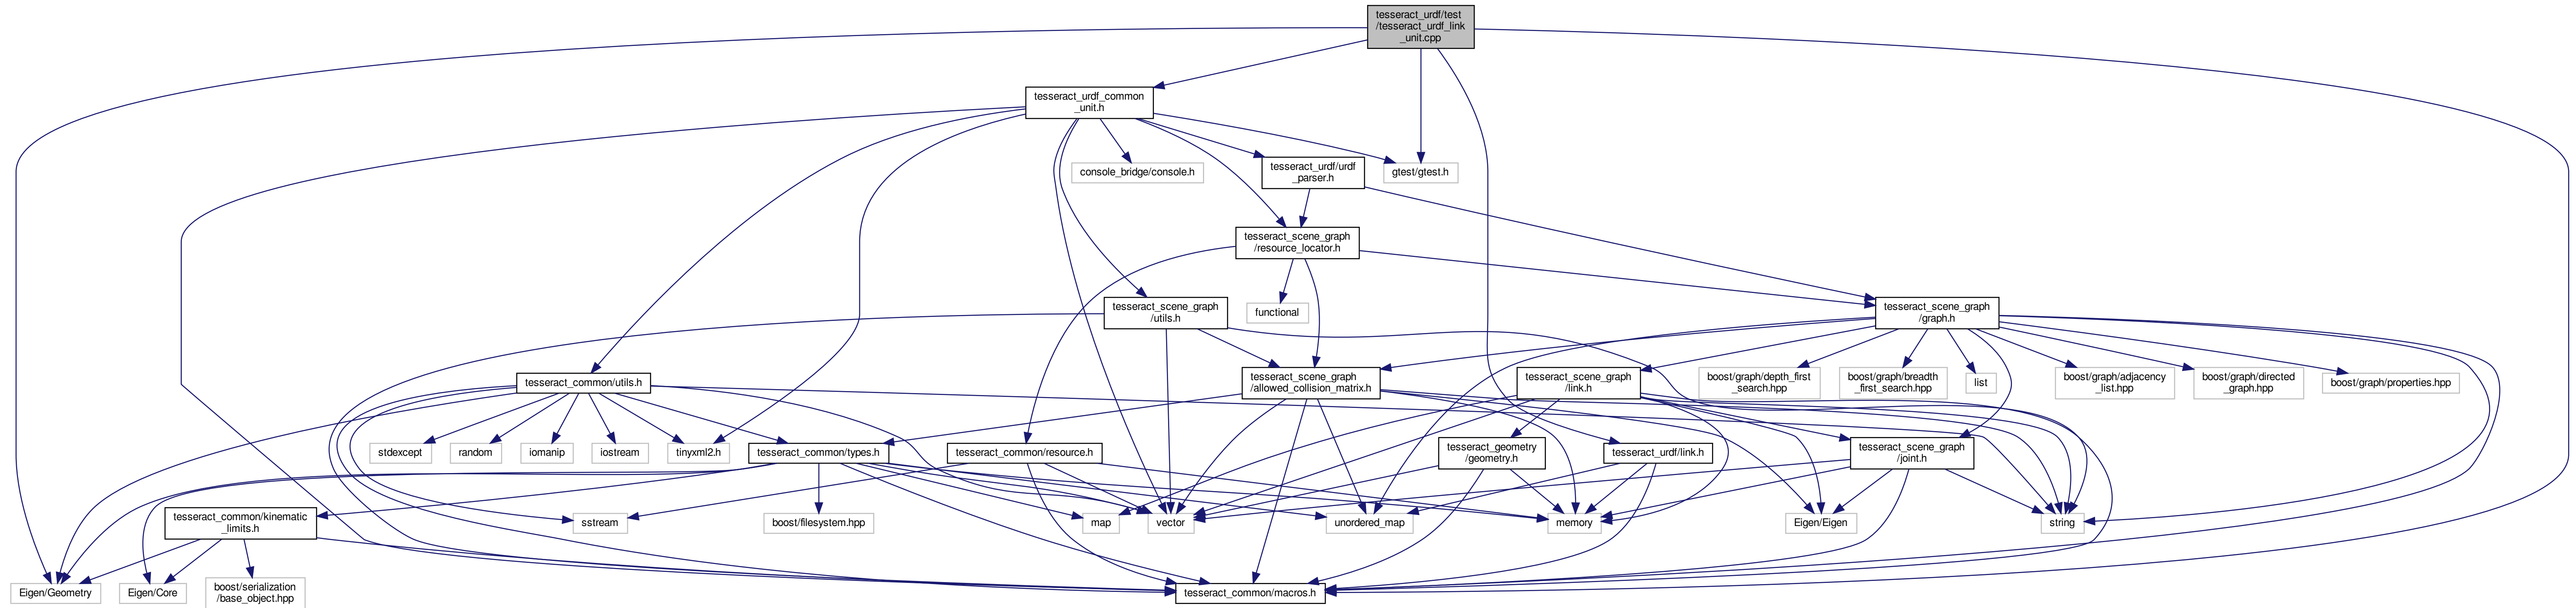 tesseract_urdf/test
/tesseract_urdf_link
_unit.cpp
tesseract_urdf_common
_unit.h
console_bridge/console.h
tesseract_urdf/urdf
_parser.h
gtest/gtest.h
tesseract_scene_graph
/resource_locator.h
tesseract_scene_graph
/utils.h
functional
tesseract_scene_graph
/graph.h
tesseract_common/utils.h
tesseract_scene_graph
/allowed_collision_matrix.h
tesseract_scene_graph
/link.h
boost/graph/depth_first
_search.hpp
boost/graph/breadth
_first_search.hpp
list
boost/graph/adjacency
_list.hpp
boost/graph/directed
_graph.hpp
boost/graph/properties.hpp
stdexcept
random
iomanip
iostream
tinyxml2.h
tesseract_common/types.h
tesseract_common/resource.h
tesseract_geometry
/geometry.h
tesseract_urdf/link.h
tesseract_scene_graph
/joint.h
tesseract_common/kinematic
_limits.h
sstream
boost/filesystem.hpp
map
vector
unordered_map
memory
Eigen/Eigen
string
Eigen/Geometry
Eigen/Core
boost/serialization
/base_object.hpp
tesseract_common/macros.h